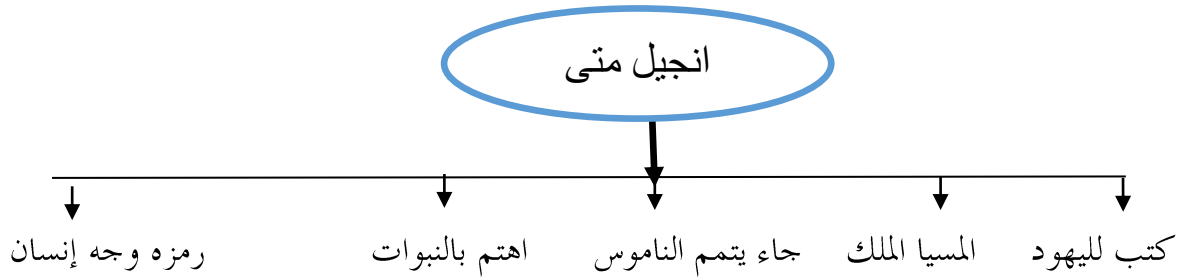 انجيل متى
كتب لليهود
المسيا الملك
جاء يتمم الناموس
اهتم بالنبوات
رمزه وجه إنسان